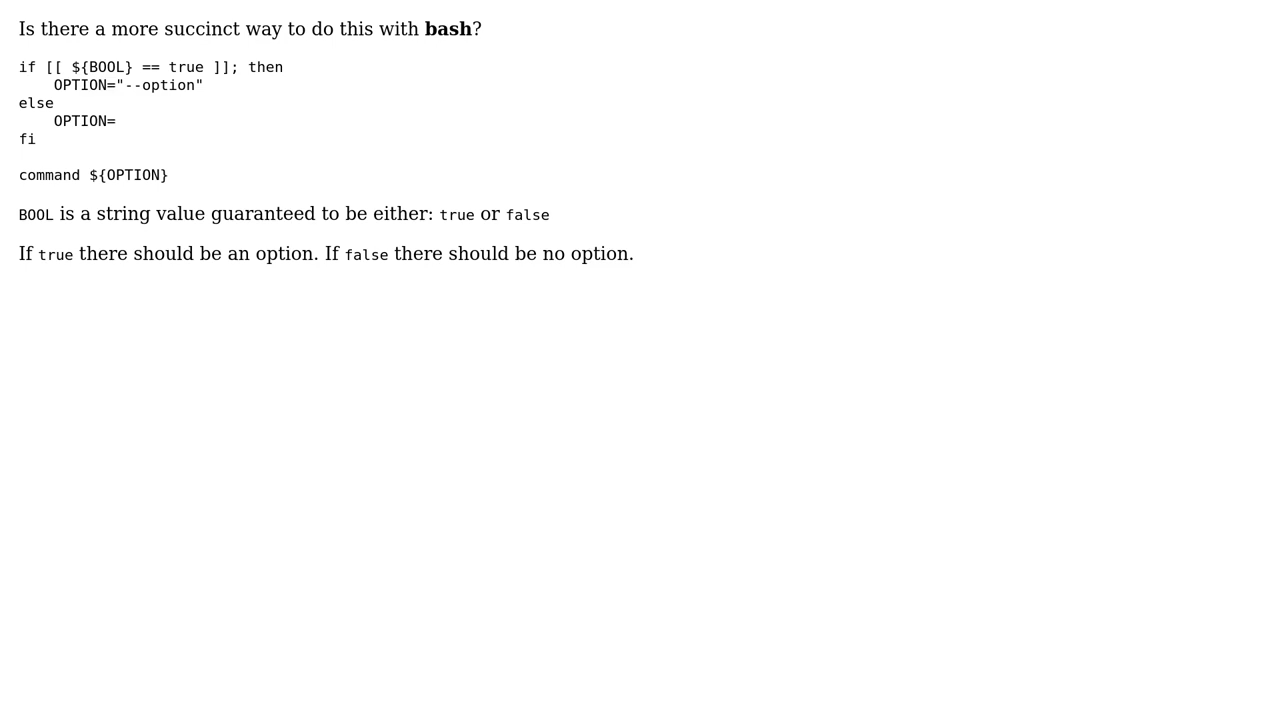 Is there a more succinct way to do this with bash?
if [[ ${BOOL} == true ]]; then
    OPTION="--option"
else
    OPTION=
fi
command ${OPTION}
BOOL is a string value guaranteed to be either: true or false
If true there should be an option. If false there should be no option.